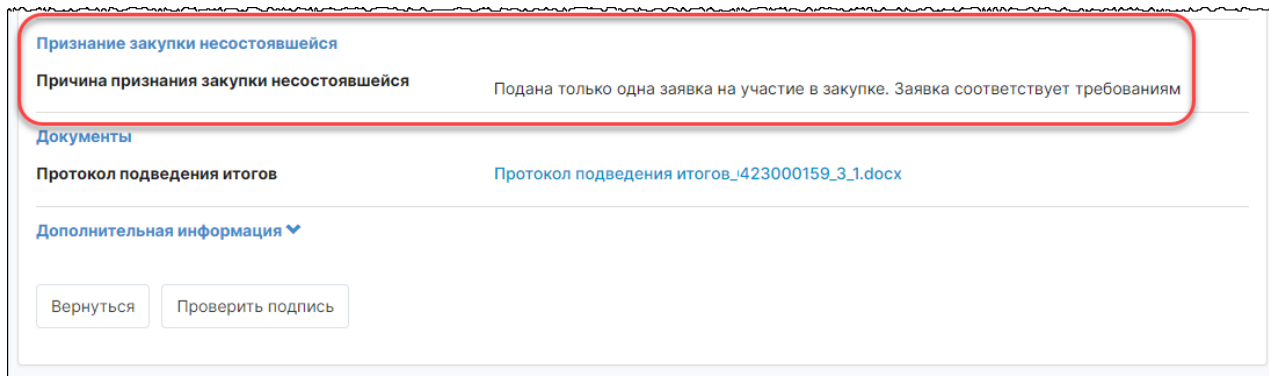 Признание закупки несостоявшейся
Причина признания закупки несостоявшейся Подана только одна заявка на участие в закупке. Заявка соответствует требованиям
Документы
Протокол подведения итогов Протокол подведения итогов_423000159_3_1.docx
Дополнительная информация
Вернуться Проверить подпись